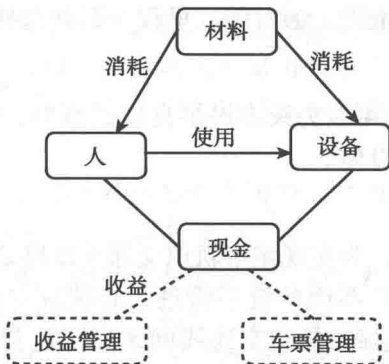 材料
消耗
消耗
人
使用
设备
现金
收益
收益管理
车票管理